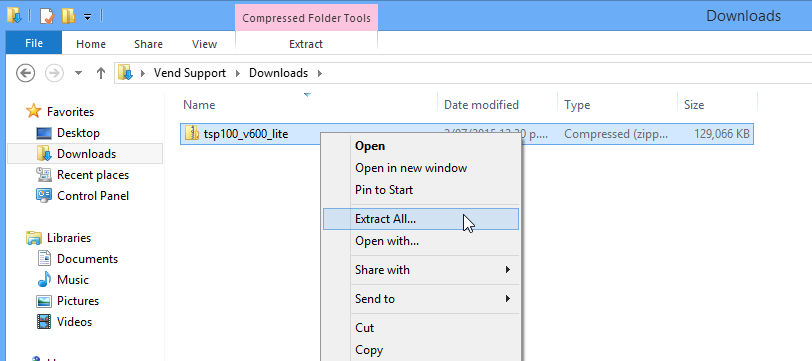 Downloads
Compressed Folder Tools
File Home Share View Extract
Vend Support Downloads
Name Date modified Type Size
tsp100_v600_lite Compressed (zipp... 129,066 KB
Favorites
Desktop
Downloads
Recent places
Control Panel
Libraries
Documents
Music
Pictures
Videos
Open
Open in new window
Pin to Start
Extract All...
Open with...
Share with
Send to
Cut
Copy